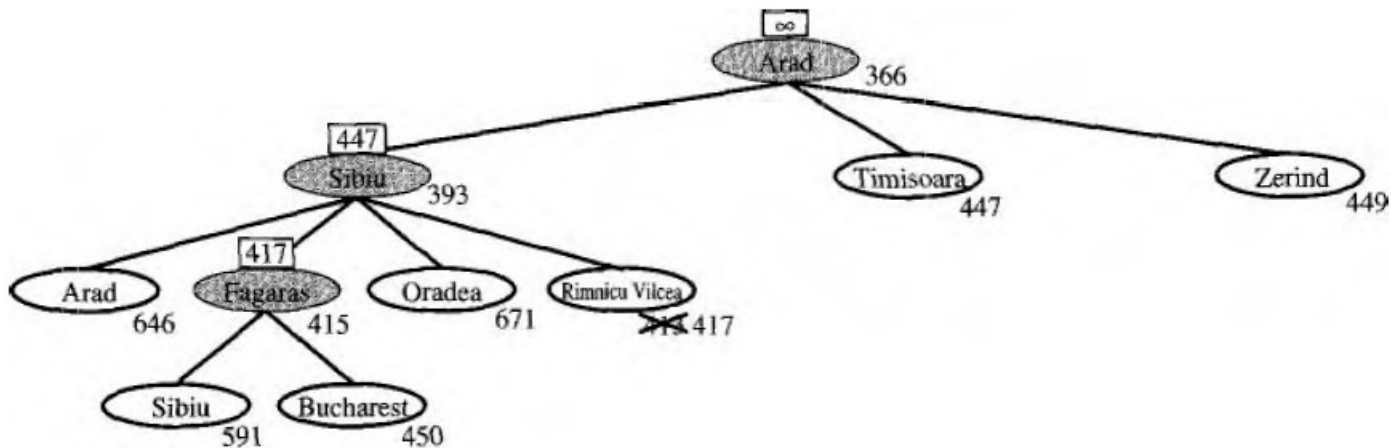 ∞
Arad
366
447
Sibiu
393
Timisoara
447
Zerind
449
417
Arad
646
Fagaras
415
Oradea
671
Rimnicu Vilcea
417
Sibiu
591
Bucharest
450